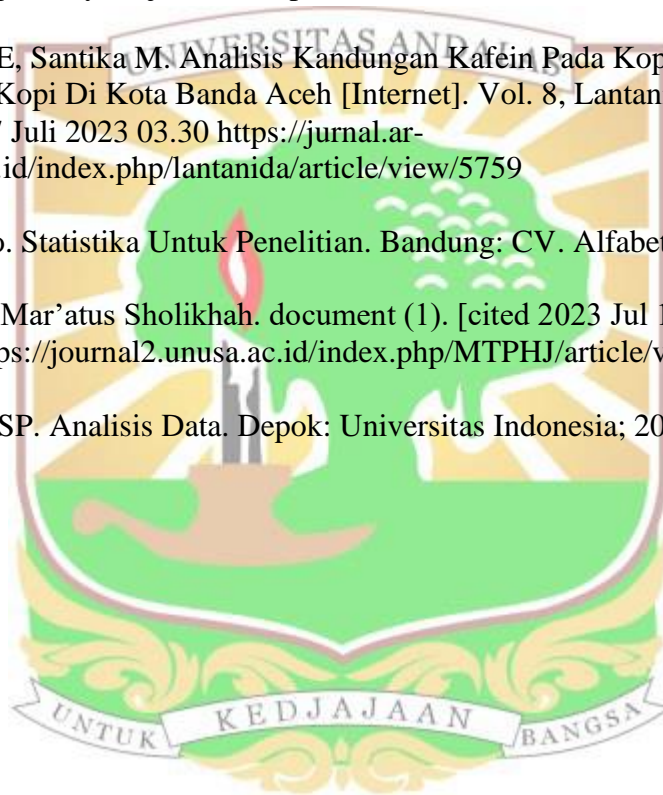 UNIVERSITAS ANDALAS
E, Santika M. Analisis Kandungan Kafein Pada Kop
Kopi Di Kota Banda Aceh [Internet]. Vol. 8, Lantan
Juli 2023 03.30 https://jurnal.ar-
.id/index.php/lantanida/article/view/5759
o. Statistika Untuk Penelitian. Bandung: CV. Alfabet
Mar’atus Sholikhah. document (1). [cited 2023 Jul 1
ps://journal2.unusa.ac.id/index.php/MTPHJ/article/v
SP. Analisis Data. Depok: Universitas Indonesia; 20
UNTUK KEDJAJAAN BANGSA